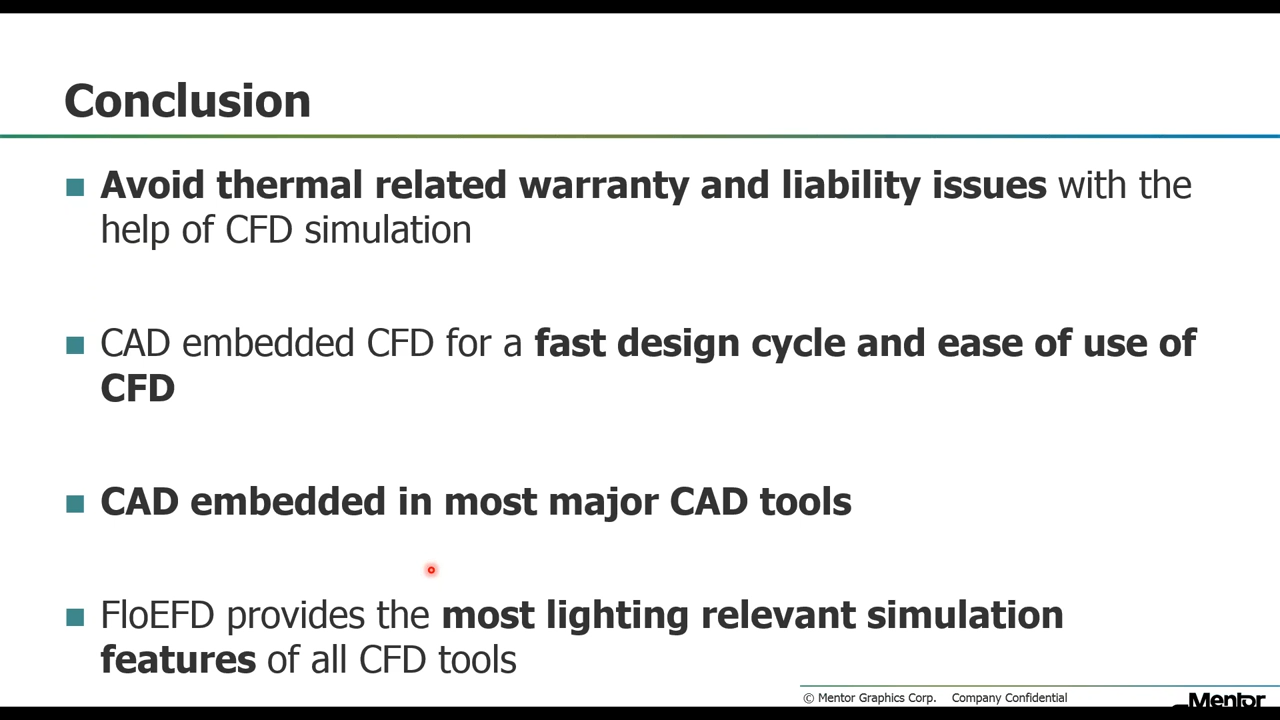 Conclusion
Avoid thermal related warranty and liability issues with the
help of CFD simulation
CAD embedded CFD for a fast design cycle and ease of use of
CFD
CAD embedded in most major CAD tools
FloEFD provides the most lighting relevant simulation
features of all CFD tools
© Mentor Graphics Corp. Company Confidential
Mentor